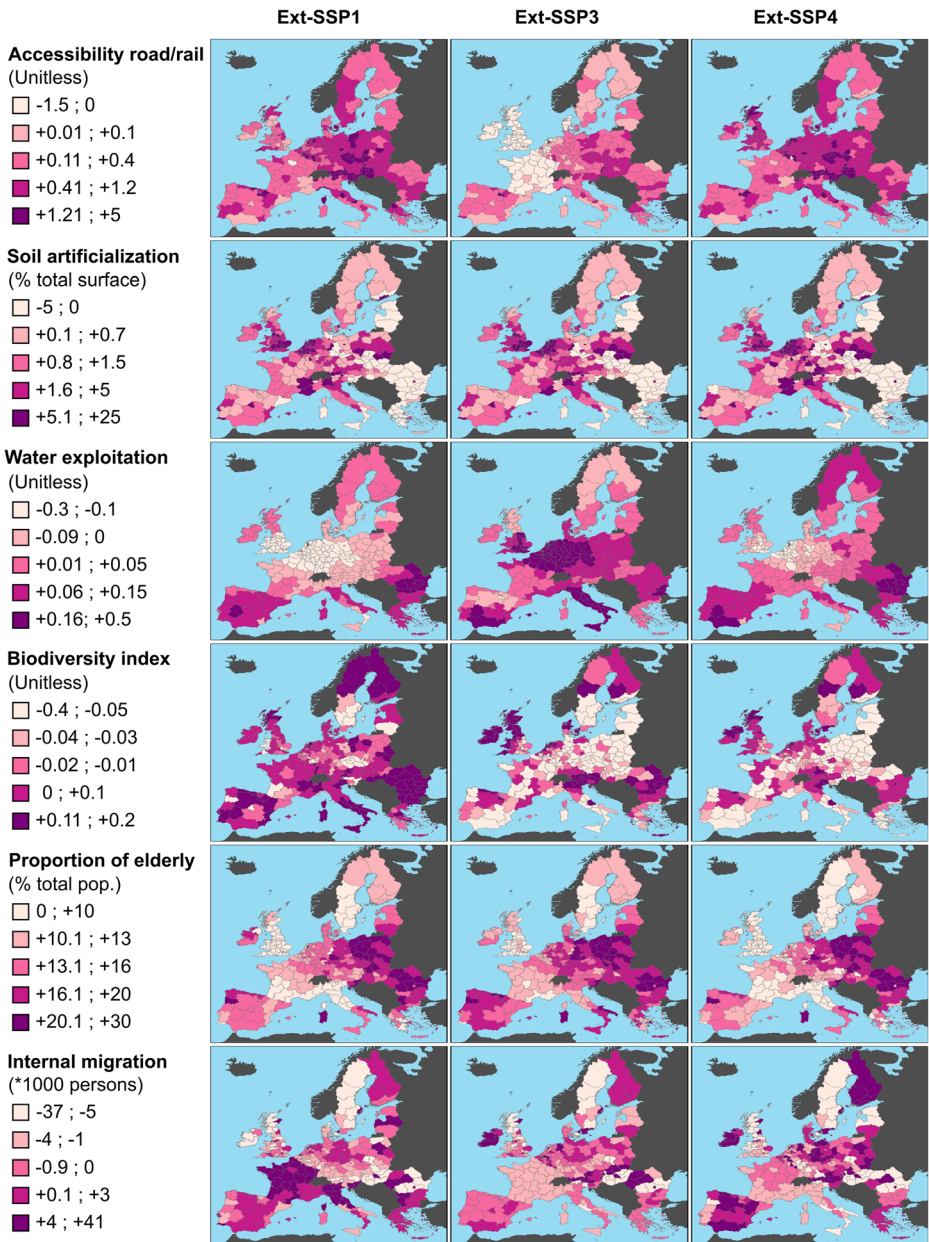 Ext-SSP1
Ext-SSP3
Ext-SSP4
Accessibility road/rail
(Unitless)
-1.5 ; 0
+0.01 ; +0.1
+0.11 ; +0.4
+0.41 ; +1.2
+1.21 ; +5
Soil artificialization
(% total surface)
-5 ; 0
+0.1 ; +0.7
+0.8 ; +1.5
+1.6 ; +5
+5.1 ; +25
Water exploitation
(Unitless)
-0.3 ; -0.1
-0.09 ; 0
+0.01 ; +0.05
+0.06 ; +0.15
+0.16; +0.5
Biodiversity index
(Unitless)
-0.4 ; -0.05
-0.04 ; -0.03
-0.02 ; -0.01
0 ; +0.1
+0.11 ; +0.2
Proportion of elderly
(% total pop.)
0 ; +10
+10.1 ; +13
+13.1 ; +16
+16.1 ; +20
+20.1 ; +30
Internal migration
(*1000 persons)
-37 ; -5
-4 ; -1
-0.9 ; 0
+0.1 ; +3
+4 ; +41